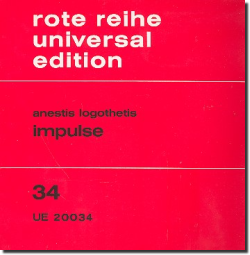 rote reihe
universal
edition
anestis logothetis
impulse
34
UE 20034